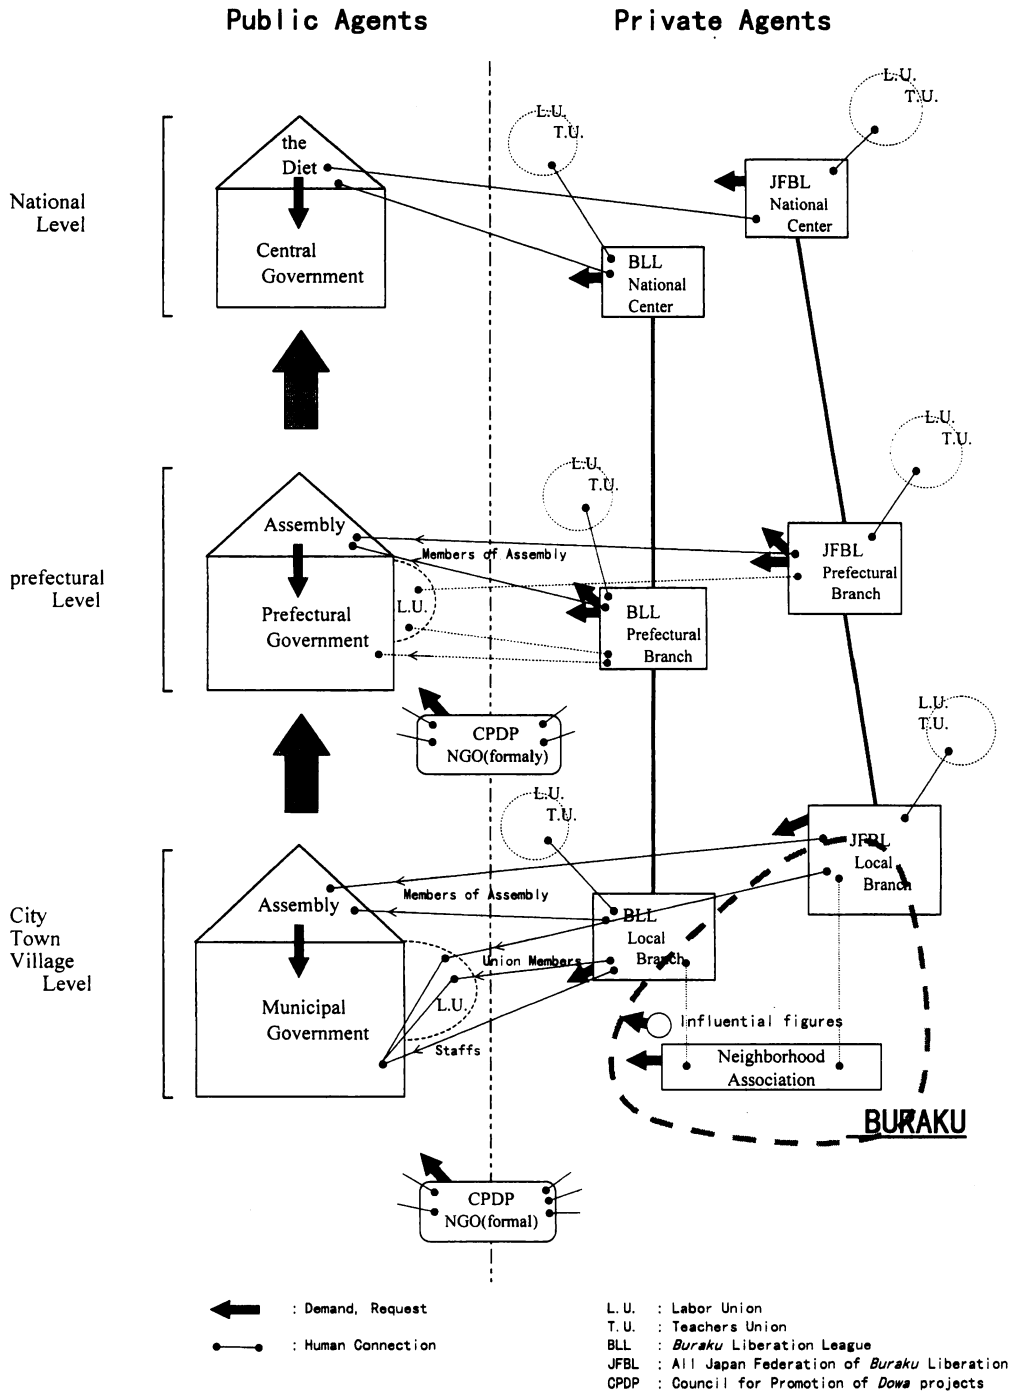 Public Agents
Private Agents
L.U.
T.U.
L.U.
T.U.
the
Diet
JFBL
National
Center
National
Level
Central
Government
BLL
National
Center
L.U.
T.U.
L.U.
T.U.
Assembly
Members of Assembly
JFBL
Prefectural
Branch
prefectural
Level
L.U.
Prefectural
Government
BLL
Prefectural
Branch
L.U.
T.U.
CPDP
NGO(formaly)
L.U.
T.U.
JFBL
Local
Branch
Members of Assembly
Assembly
City
Town
Village
Level
BLL
Local
Branch
Union Members
L.U.
Municipal
Government
Influential figures
Staffs
Neighborhood
Association
BURAKU
CPDP
NGO(formal)
: Demand, Request
: Human Connection
L.U. : Labor Union
T.U. : Teachers Union
BLL : Buraku Liberation League
JFBL : All Japan Federation of Buraku Liberation
CPDP : Council for Promotion of Dowa projects